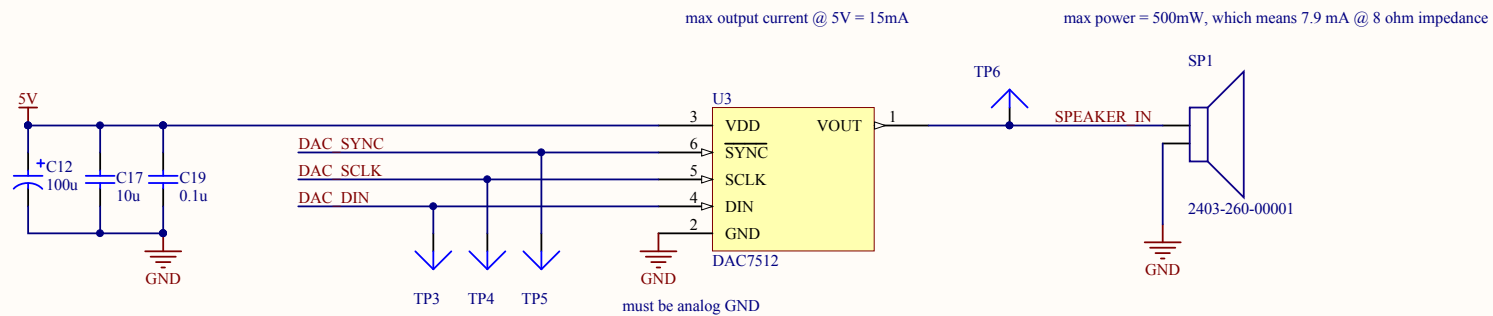 max output current @ 5V = 15mA
max power = 500mW, which means 7.9 mA @ 8 ohm impedance
SP1
TP6
5V
U3
3
VDD
VOUT
1
SPEAKER_IN
DAC_SYNC
6
SYNC
+
C12
100u
C17
10u
C19
0.1u
DAC_SCLK
5
SCLK
DAC_DIN
4
DIN
2403-260-00001
2
GND
DAC7512
GND
GND
GND
TP3
TP4
TP5
must be analog GND